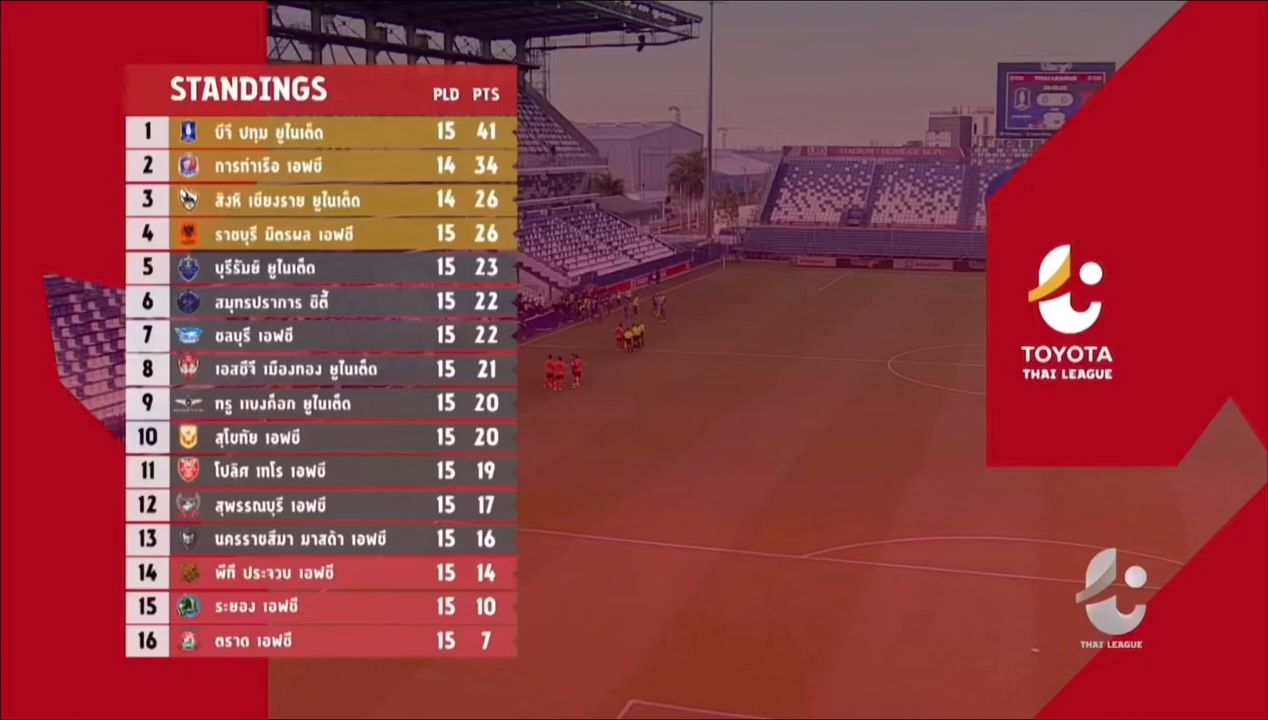 STANDINGS PLD PTS
1 บีจี ปทุม ยูไนเต็ด 15 41
2 การท่าเรือ เอฟซี 14 34
3 สิงห์ เชียงราย ยูไนเต็ด 14 26
4 ราชบุรี มิตรผล เอฟซี 15 26
5 บุรีรัมย์ ยูไนเต็ด 15 23
6 สมุทรปราการ ซิตี้ 15 22
7 ชลบุรี เอฟซี 15 22
8 เอสซีจี เมืองทอง ยูไนเต็ด 15 21
9 ทรู แบงค็อก ยูไนเต็ด 15 20
10 สุโขทัย เอฟซี 15 20
11 โปลิศ เทโร เอฟซี 15 19
12 สุพรรณบุรี เอฟซี 15 17
13 นครราชสีมา มาสด้า เอฟซี 15 16
14 พีที ประจวบ เอฟซี 15 14
15 ระยอง เอฟซี 15 10
16 ตราด เอฟซี 15 7
THAI LEAGUE
TOYOTA
THAI LEAGUE
THAI LEAGUE